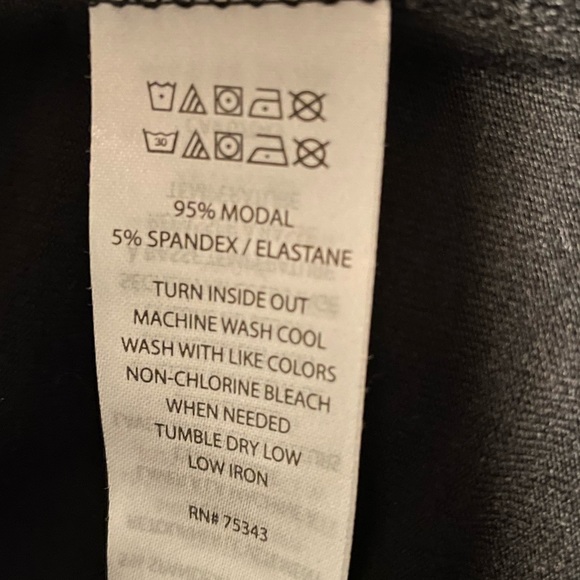 30
95% MODAL
5% SPANDEX / ELASTANE
TURN INSIDE OUT
MACHINE WASH COOL
WASH WITH LIKE COLORS
NON-CHLORINE BLEACH
WHEN NEEDED
TUMBLE DRY LOW
LOW IRON
RN# 75343